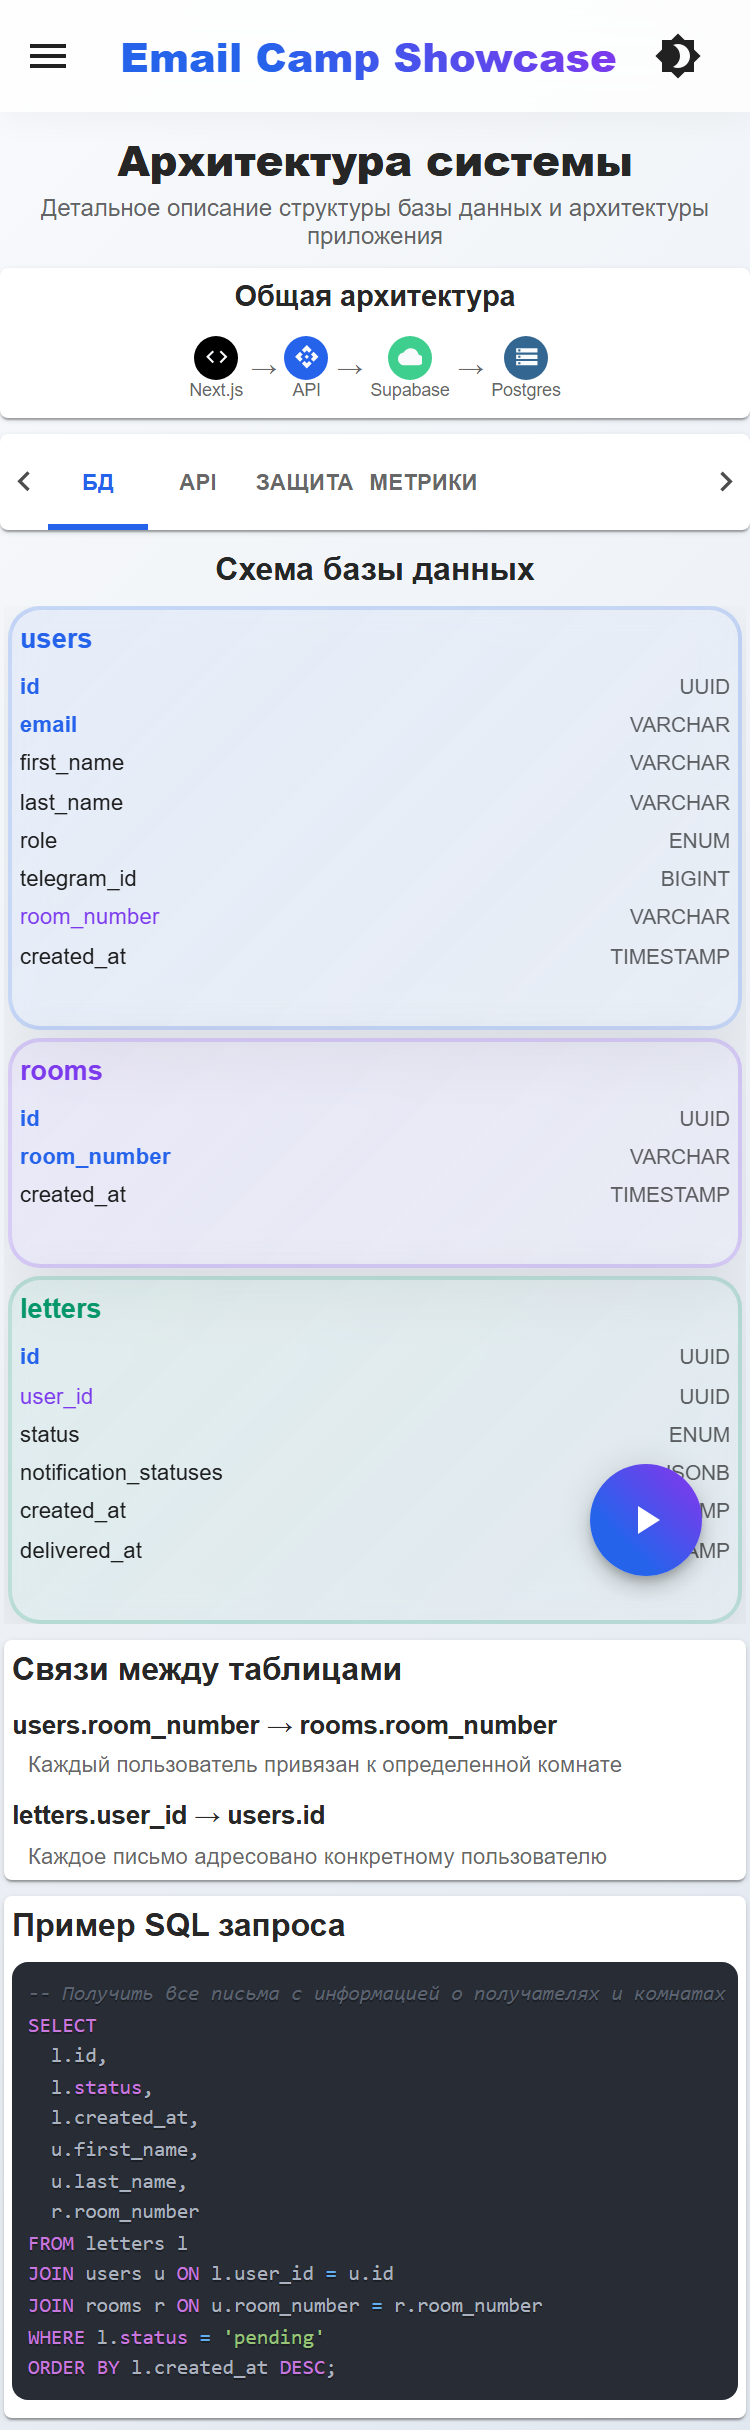 Email Camp Showcase
Архитектура системы
Детальное описание структуры базы данных и архитектуры
приложения
Общая архитектура
Next.js → API → Supabase → Postgres
БД API ЗАЩИТА МЕТРИКИ
Схема базы данных
users
id UUID
email VARCHAR
first_name VARCHAR
last_name VARCHAR
role ENUM
telegram_id BIGINT
room_number VARCHAR
created_at TIMESTAMP
rooms
id UUID
room_number VARCHAR
created_at TIMESTAMP
letters
id UUID
user_id UUID
status ENUM
notification_statuses
created_at
delivered_at
Связи между таблицами
users.room_number → rooms.room_number
Каждый пользователь привязан к определенной комнате
letters.user_id → users.id
Каждое письмо адресовано конкретному пользователю
Пример SQL запроса
-- Получить все письма с информацией о получателях и комнатах
SELECT
l.id,
l.status,
l.created_at,
u.first_name,
u.last_name,
r.room_number
FROM letters l
JOIN users u ON l.user_id = u.id
JOIN rooms r ON u.room_number = r.room_number
WHERE l.status = 'pending'
ORDER BY l.created_at DESC;